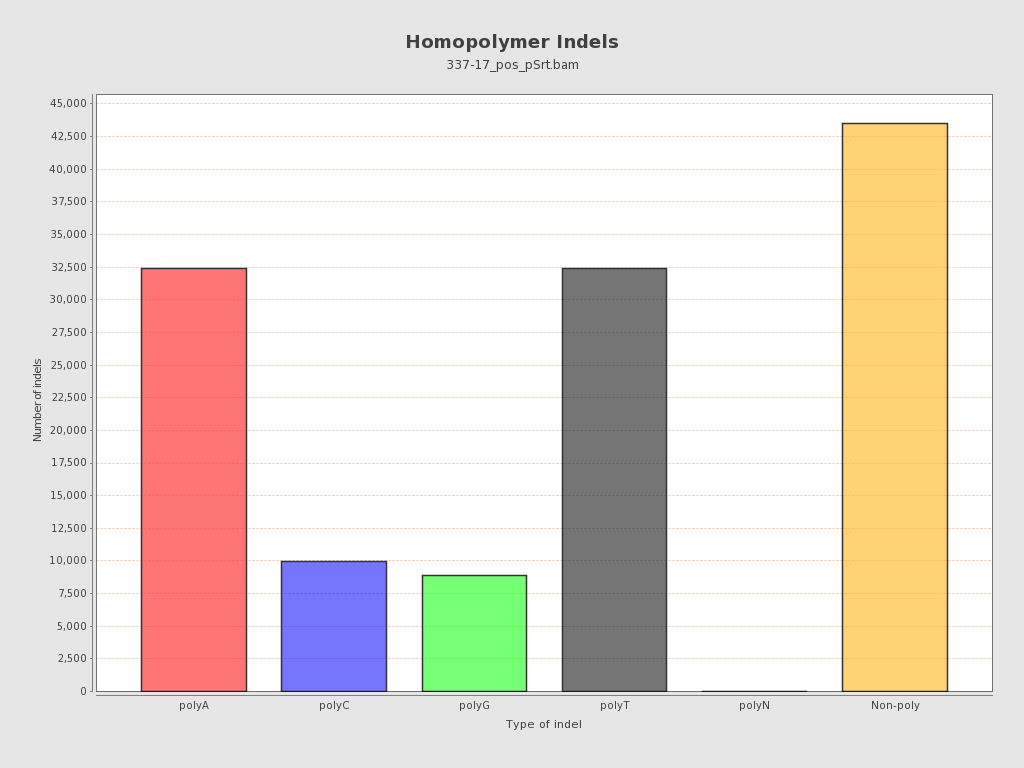 Homopolymer Indels
337-17_pos_pSrt.bam
45,000
42,500
40,000
37,500
35,000
32,500
30,000
27,500
25,000
22,500
20,000
17,500
15,000
12,500
10,000
7,500
5,000
2,500
0
Number of indels
polyA
polyC
polyG
polyT
polyN
Non-poly
Type of indel